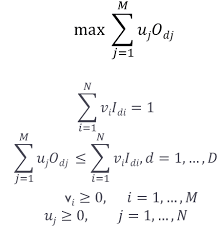 max ∑_{j=1}^{M} u_j O_{dj}
∑_{i=1}^{N} v_i I_{di} = 1
∑_{j=1}^{M} u_j O_{dj} ≤ ∑_{i=1}^{N} v_i I_{di}, d = 1, … , D
v_i ≥ 0, i = 1, … , M
u_j ≥ 0, j = 1, … , N